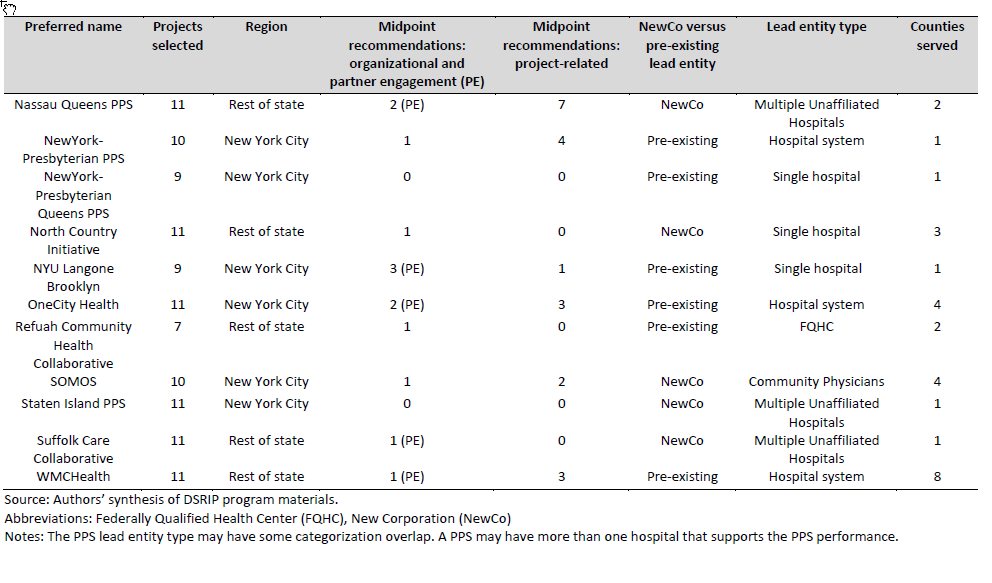 Preferred name Projects selected Region Midpoint recommendations: organizational and partner engagement (PE) Midpoint recommendations: project-related NewCo versus pre-existing lead entity Lead entity type Counties served
Nassau Queens PPS 11 Rest of state 2 (PE) 7 NewCo Multiple Unaffiliated Hospitals 2
NewYork-Presbyterian PPS 10 New York City 1 4 Pre-existing Hospital system 1
NewYork-Presbyterian Queens PPS 9 New York City 0 0 Pre-existing Single hospital 1
North Country Initiative 11 Rest of state 1 0 NewCo Single hospital 3
NYU Langone Brooklyn 9 New York City 3 (PE) 1 Pre-existing Single hospital 1
OneCity Health 11 New York City 2 (PE) 3 Pre-existing Hospital system 4
Refuah Community Health Collaborative 7 Rest of state 1 0 Pre-existing FQHC 2
SOMOS 10 New York City 1 2 NewCo Community Physicians 4
Staten Island PPS 11 New York City 0 0 NewCo Multiple Unaffiliated Hospitals 1
Suffolk Care Collaborative 11 Rest of state 1 (PE) 0 NewCo Multiple Unaffiliated Hospitals 1
WMCHealth 11 Rest of state 1 (PE) 3 Pre-existing Hospital system 8
Source: Authors' synthesis of DSRIP program materials.
Abbreviations: Federally Qualified Health Center (FQHC), New Corporation (NewCo)
Notes: The PPS lead entity type may have some categorization overlap. A PPS may have more than one hospital that supports the PPS performance.